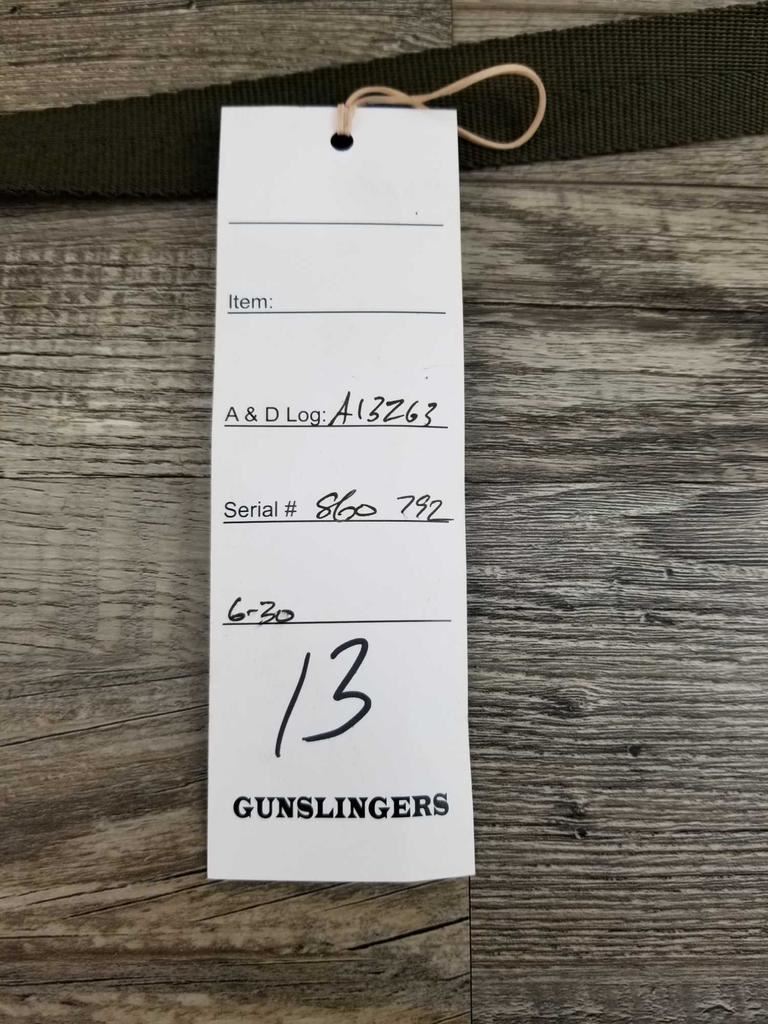 Item:
A & D Log: A13263
Serial # 860 792
6-30
13
GUNSLINGERS